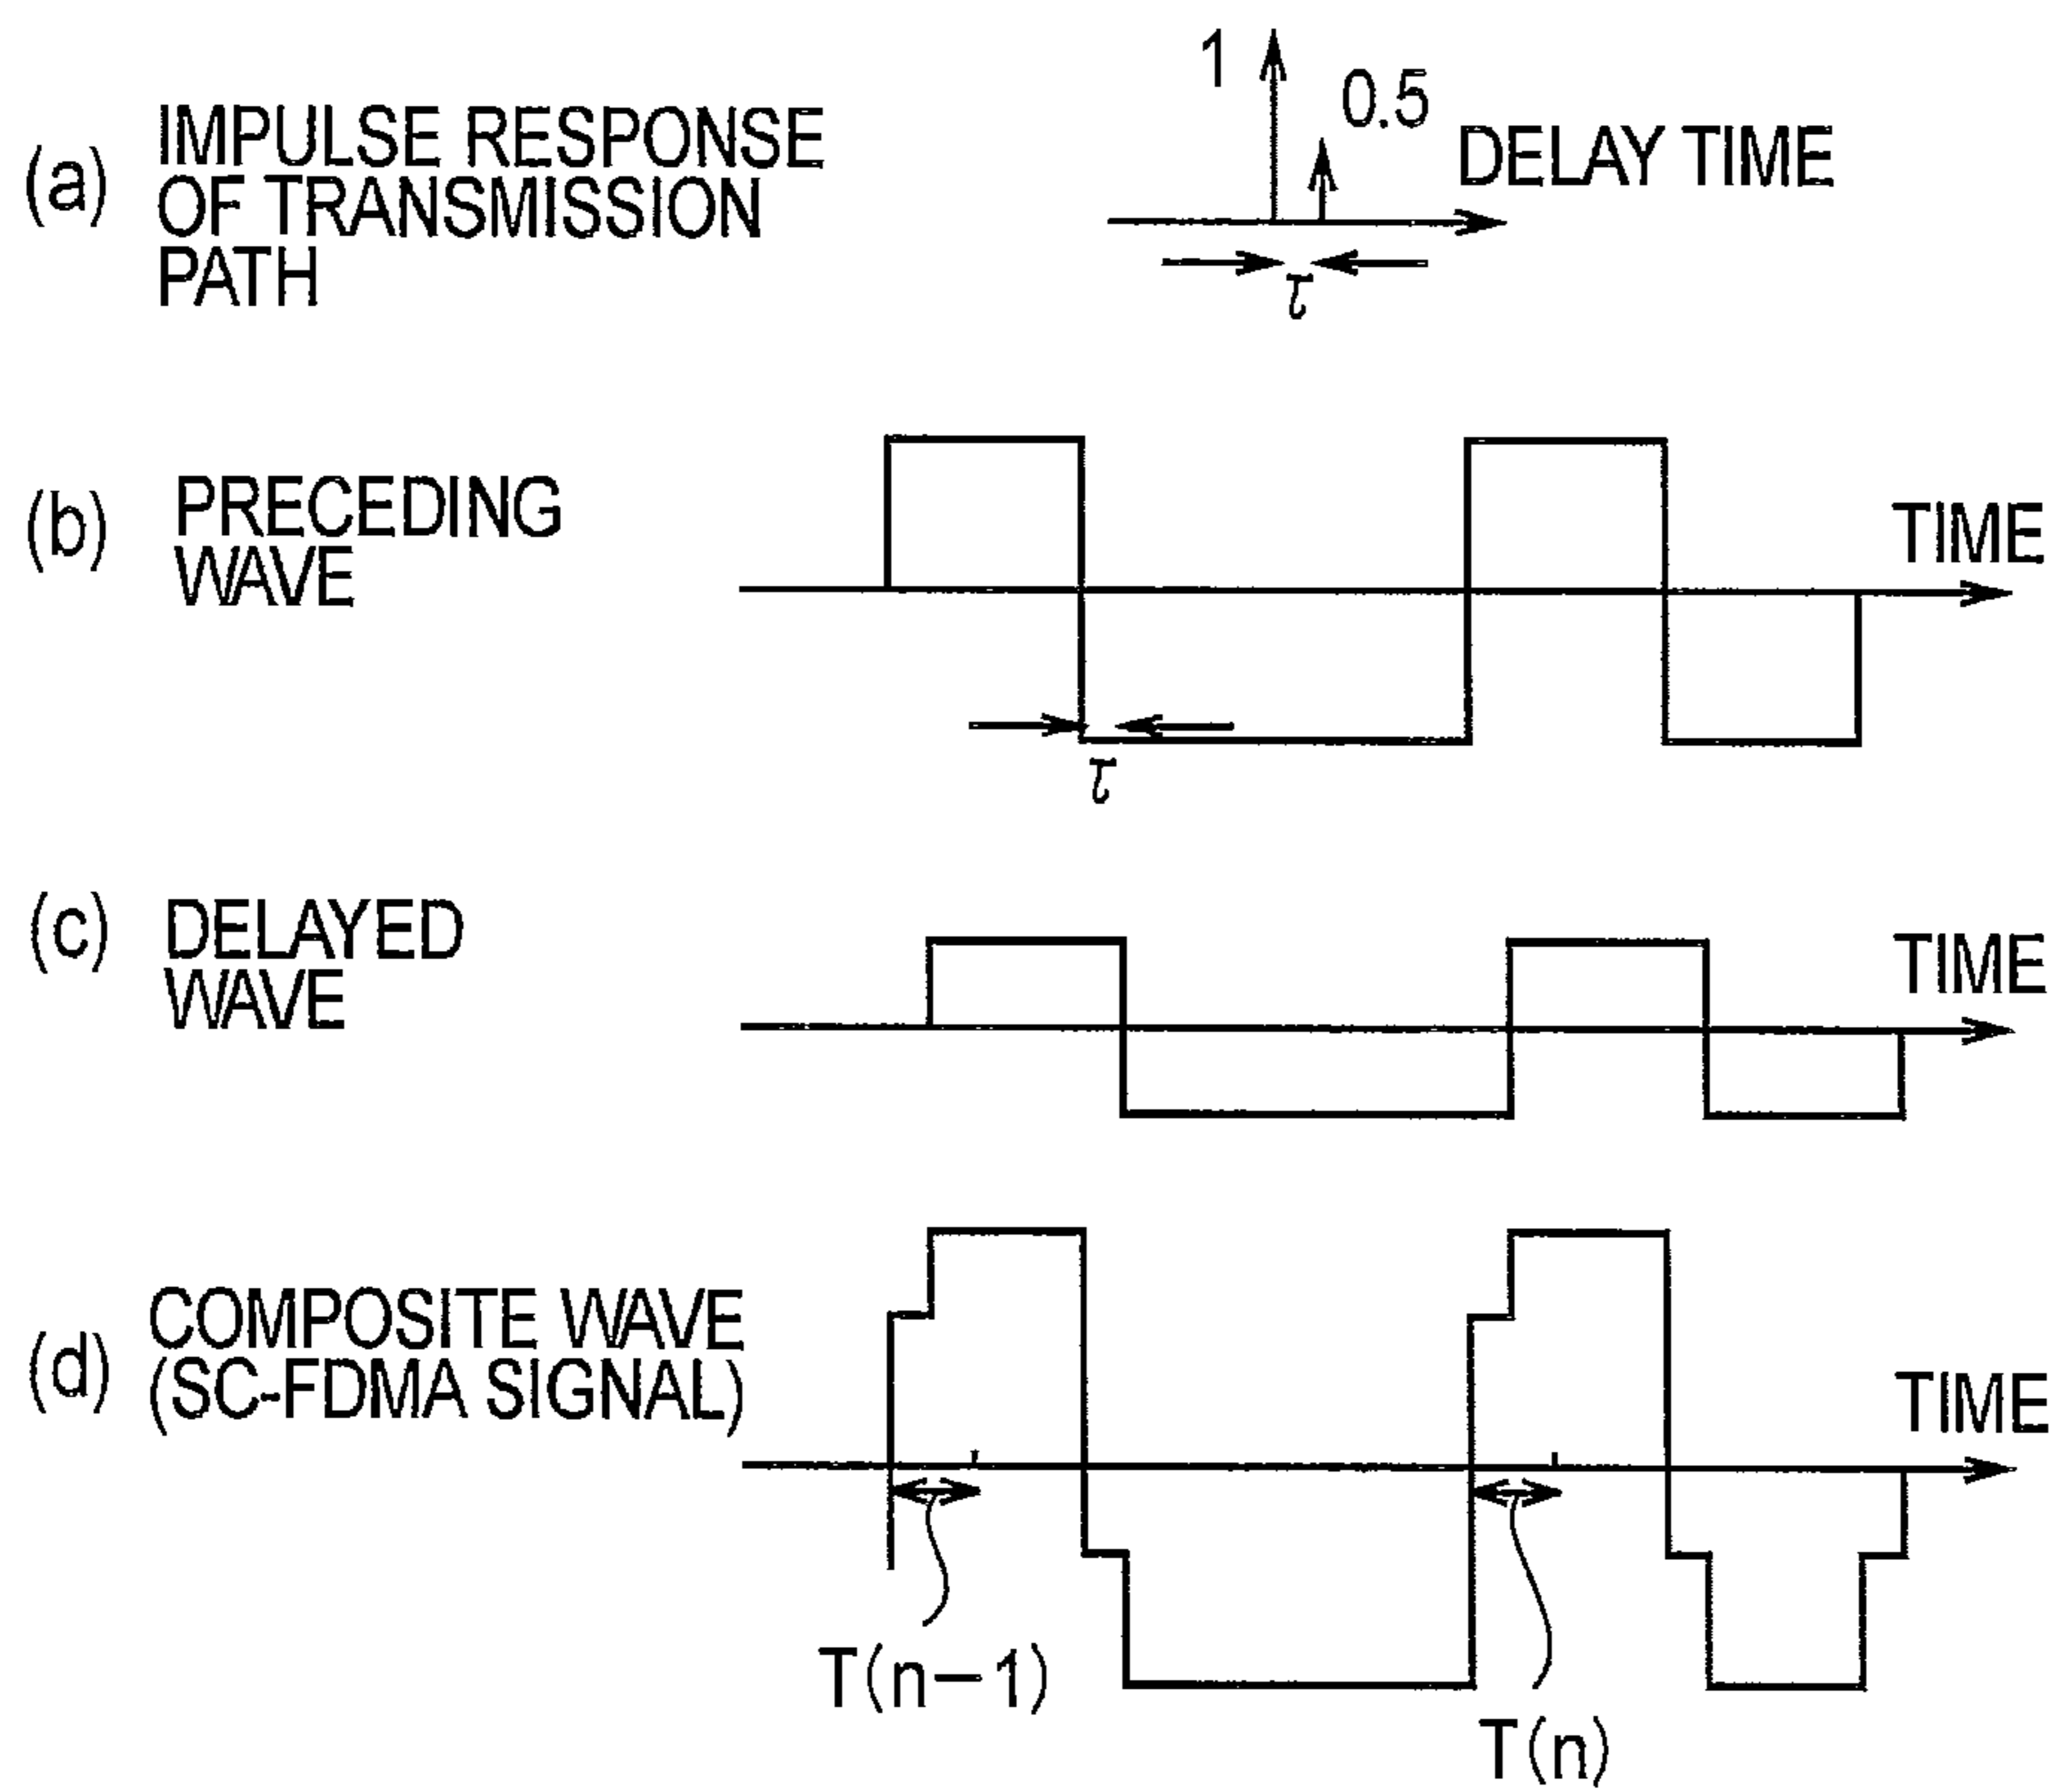 (a) IMPULSE RESPONSE
OF TRANSMISSION
PATH
1
0.5
DELAY TIME
τ
(b) PRECEDING
WAVE
TIME
τ
(c) DELAYED
WAVE
TIME
(d) COMPOSITE WAVE
(SC-FDMA SIGNAL)
TIME
T(n−1)
T(n)